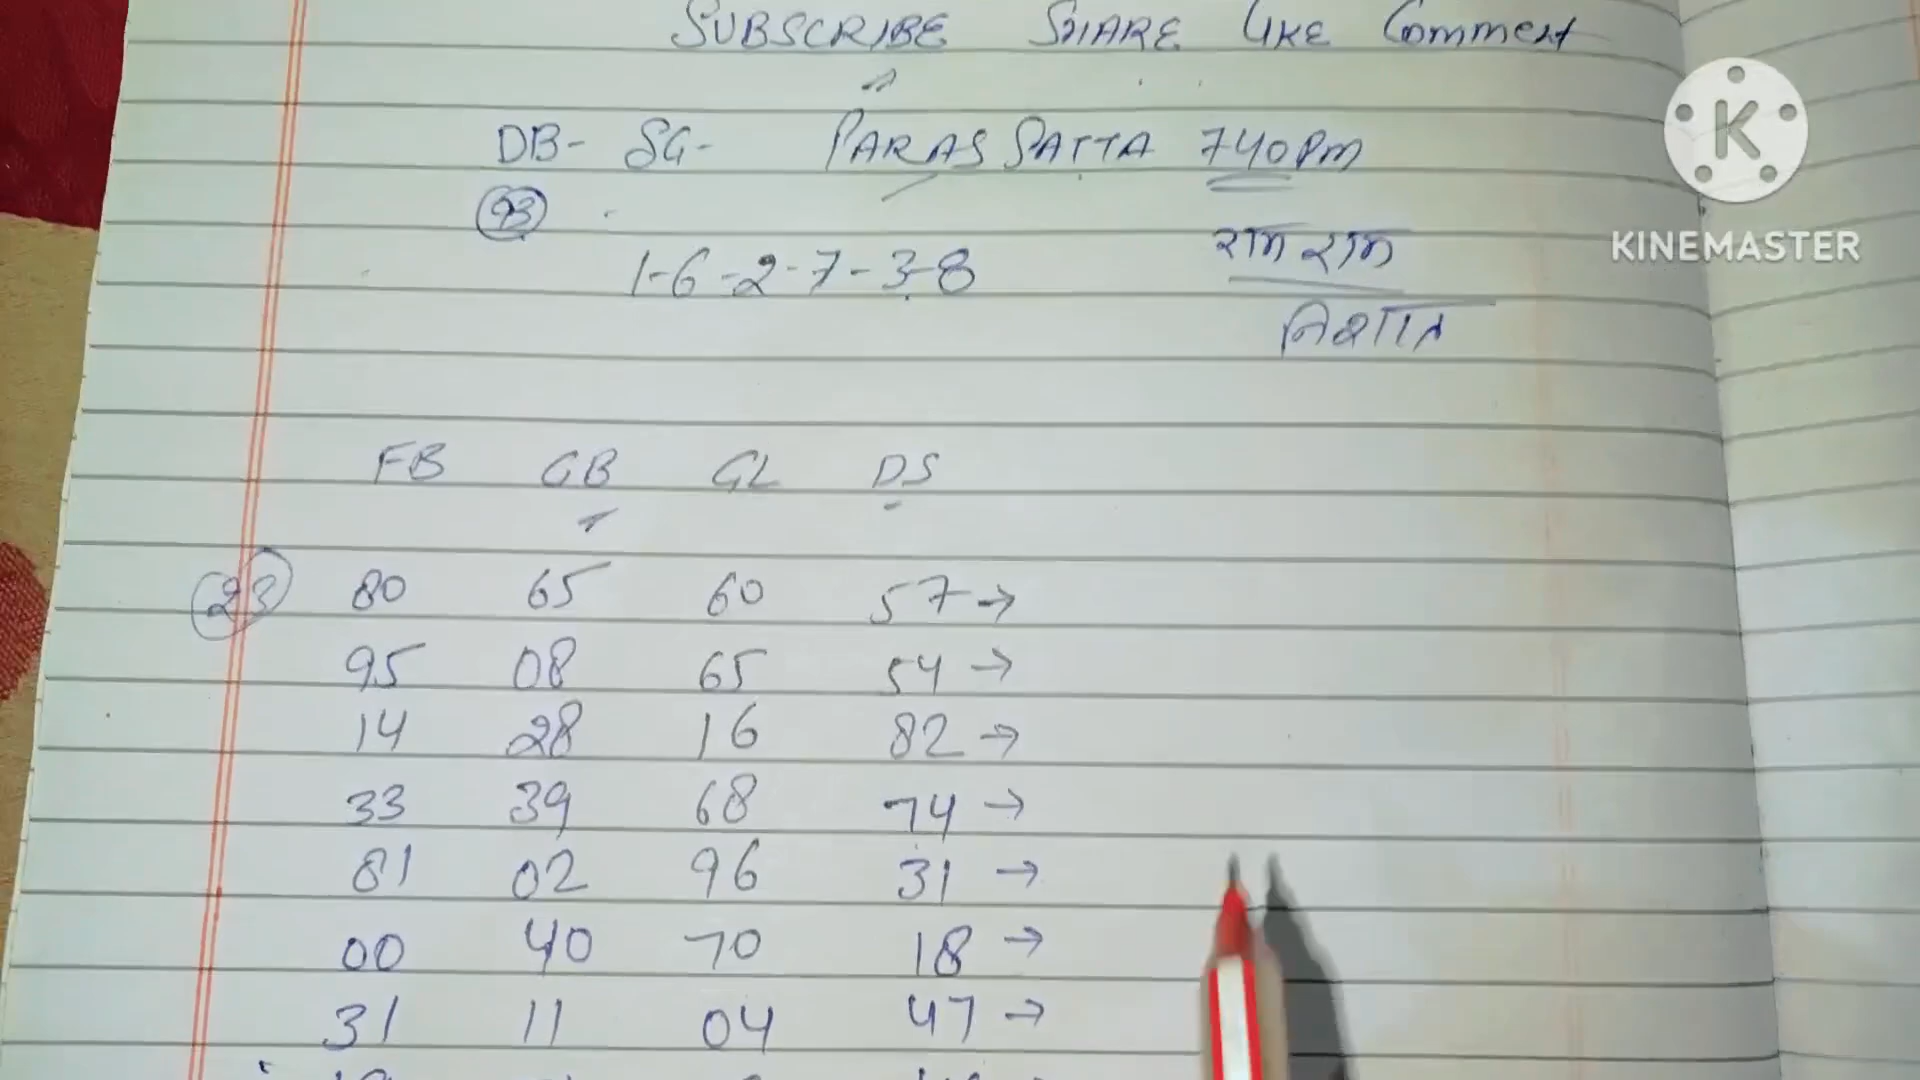 SUBSCRIBE SHARE LIKE Comment
DB- SG- PARAS SATTA 740PM
93
1-6-2-7-3-8
राम राम
KINEMASTER
FB GB GL DS
23 80 65 60 57→
95 08 65 54→
14 28 16 82→
33 39 68 74→
81 02 96 31→
00 40 70 18→
31 11 04 47→